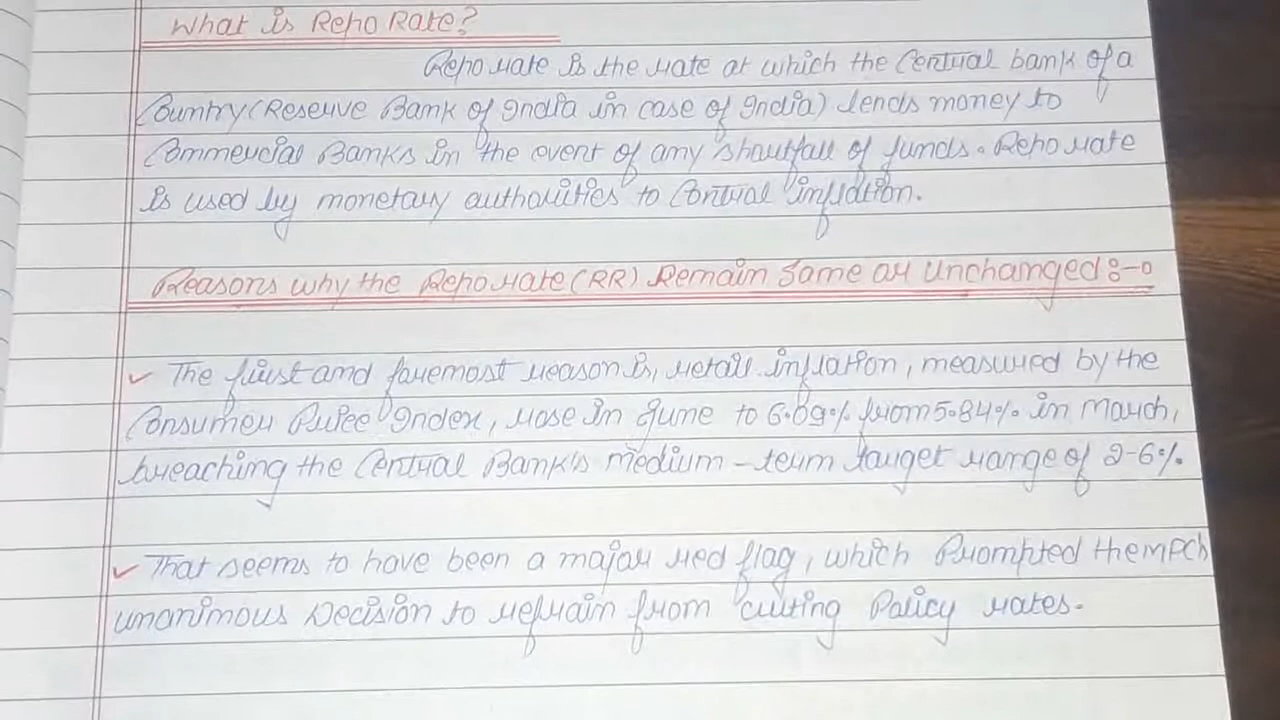 What is Repo Rate?
Repo rate is the rate at which the Central bank of a
Country (Reserve Bank of India in case of India) lends money to
Commercial Banks in the event of any shortfall of funds. Repo rate
is used by monetary authorities to Control inflation.
Reasons why the Repo rate (RR) Remain Same or Unchanged :-
✓ The first and foremost reason is, retail inflation, measured by the
Consumer Price Index, rose in June to 6.09% from 5.84% in March,
breaching the Central Bank's medium-term target range of 2-6%.
✓ That seems to have been a major red flag, which Prompted the MPC's
unanimous Decision to refrain from cutting Policy rates.